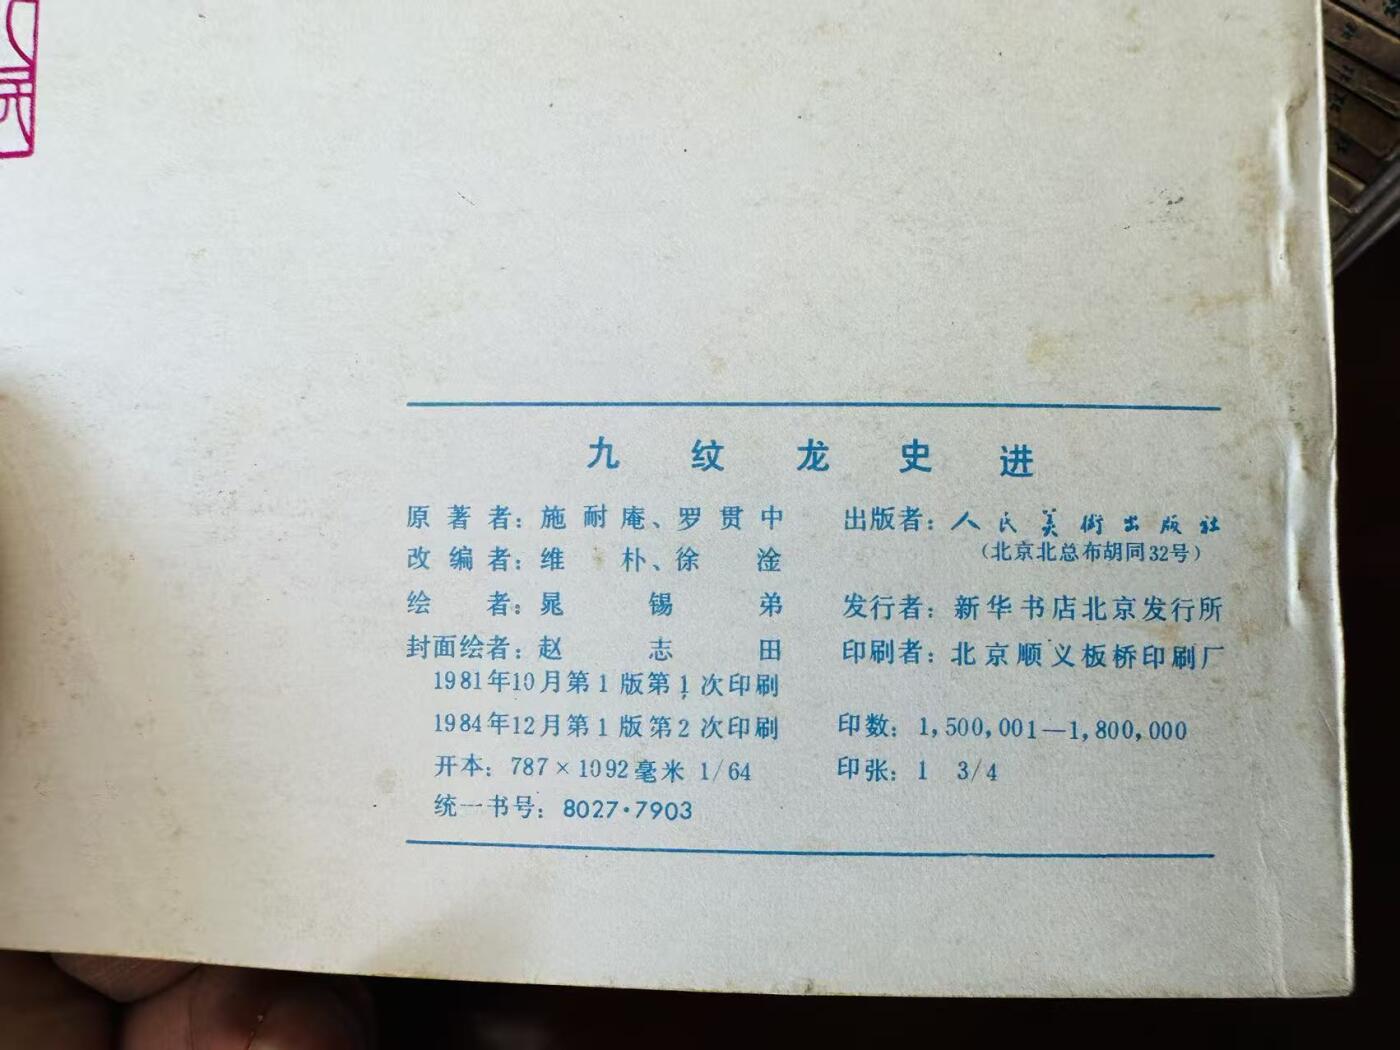 九纹龙史进
原著者：施耐庵、罗贯中
出版者：人民美術出版社
（北京北总布胡同32号）
改编者：维朴、徐淦
绘者：晁锡弟
发行者：新华书店北京发行所
封面绘者：赵志田
印刷者：北京顺义板桥印刷厂
1981年10月第1版第1次印刷
1984年12月第1版第2次印刷
印数：1,500,001—1,800,000
开本：787×1092毫米 1/64
印张：1 3/4
统一书号：8027·7903